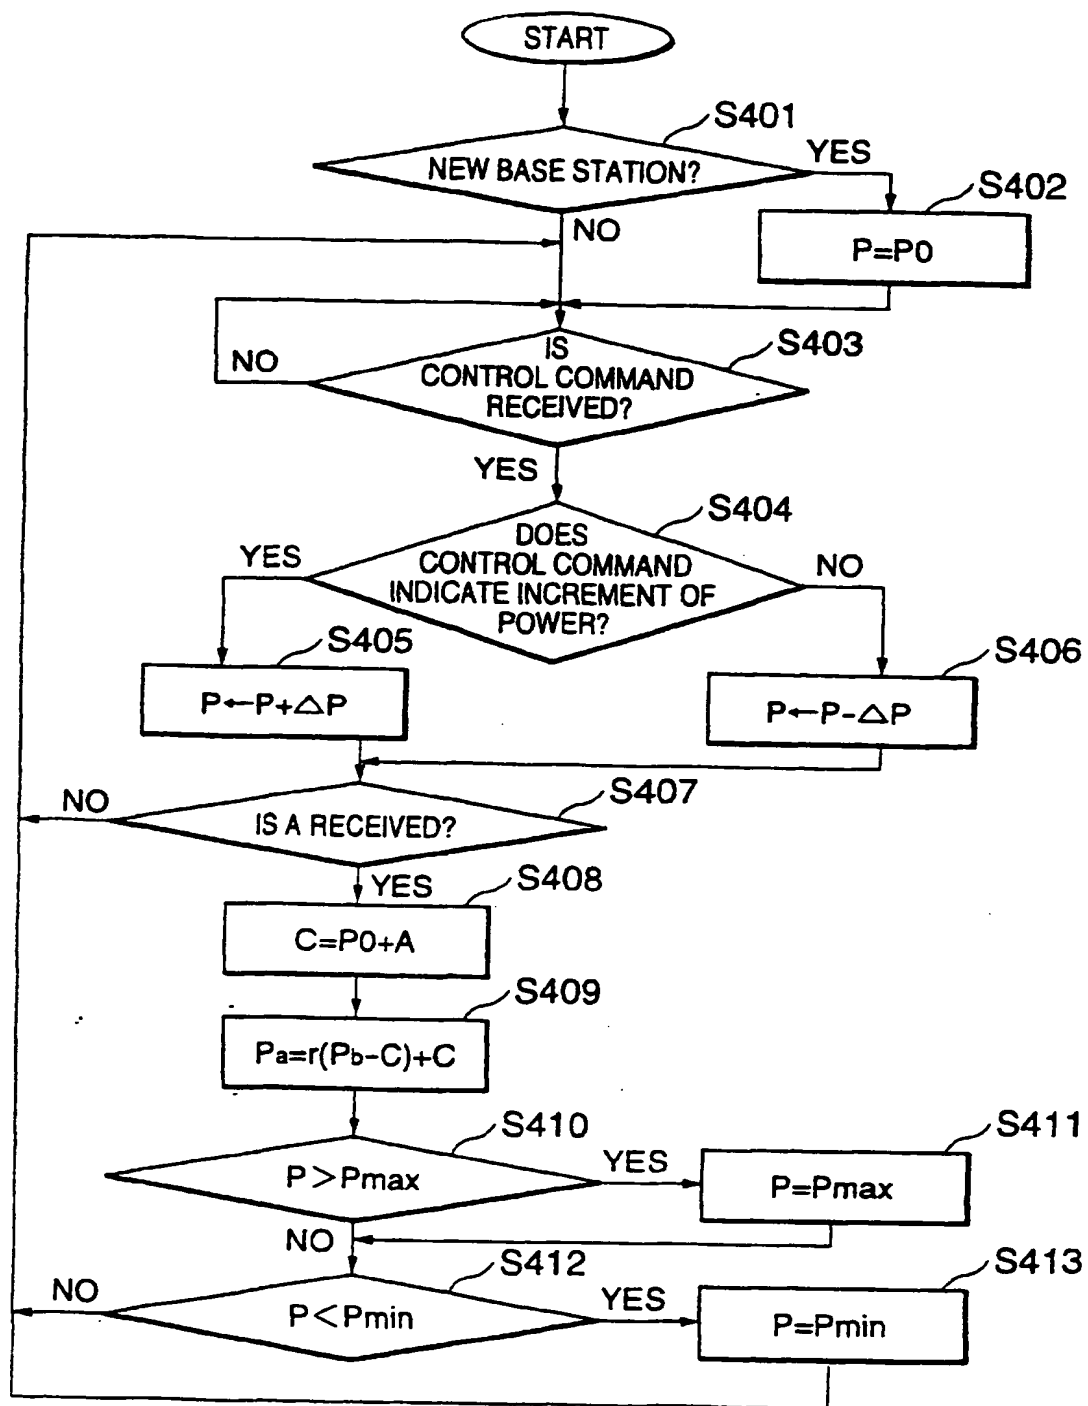 START
S401
NEW BASE STATION?
YES
S402
P=P0
NO
S403
IS
CONTROL COMMAND
RECEIVED?
NO
YES
S404
DOES
CONTROL COMMAND
INDICATE INCREMENT OF
POWER?
YES
NO
S405
P←P+△P
S406
P←P-△P
S407
IS A RECEIVED?
NO
YES
S408
C=P0+A
S409
Pa=r(Pb-C)+C
S410
P>Pmax
YES
S411
P=Pmax
NO
S412
P<Pmin
NO
YES
S413
P=Pmin